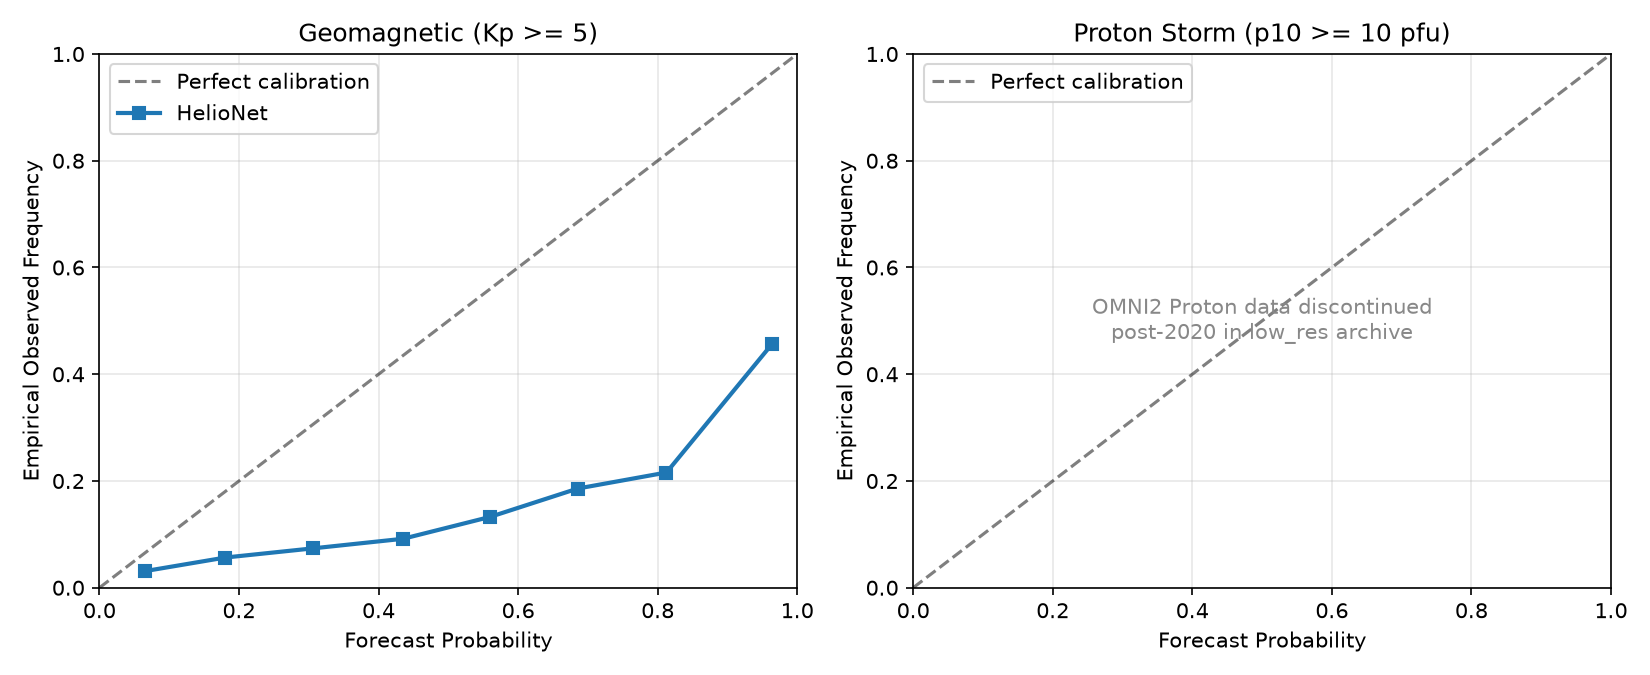 Geomagnetic (Kp >= 5)
1.0
0.8
0.6
0.4
0.2
0.0
Empirical Observed Frequency
Perfect calibration
HelioNet
0.0
0.2
0.4
0.6
0.8
1.0
Forecast Probability
Proton Storm (p10 >= 10 pfu)
1.0
0.8
0.6
0.4
0.2
0.0
Empirical Observed Frequency
Perfect calibration
OMNI2 Proton data discontinued
post-2020 in low_res archive
0.0
0.2
0.4
0.6
0.8
1.0
Forecast Probability